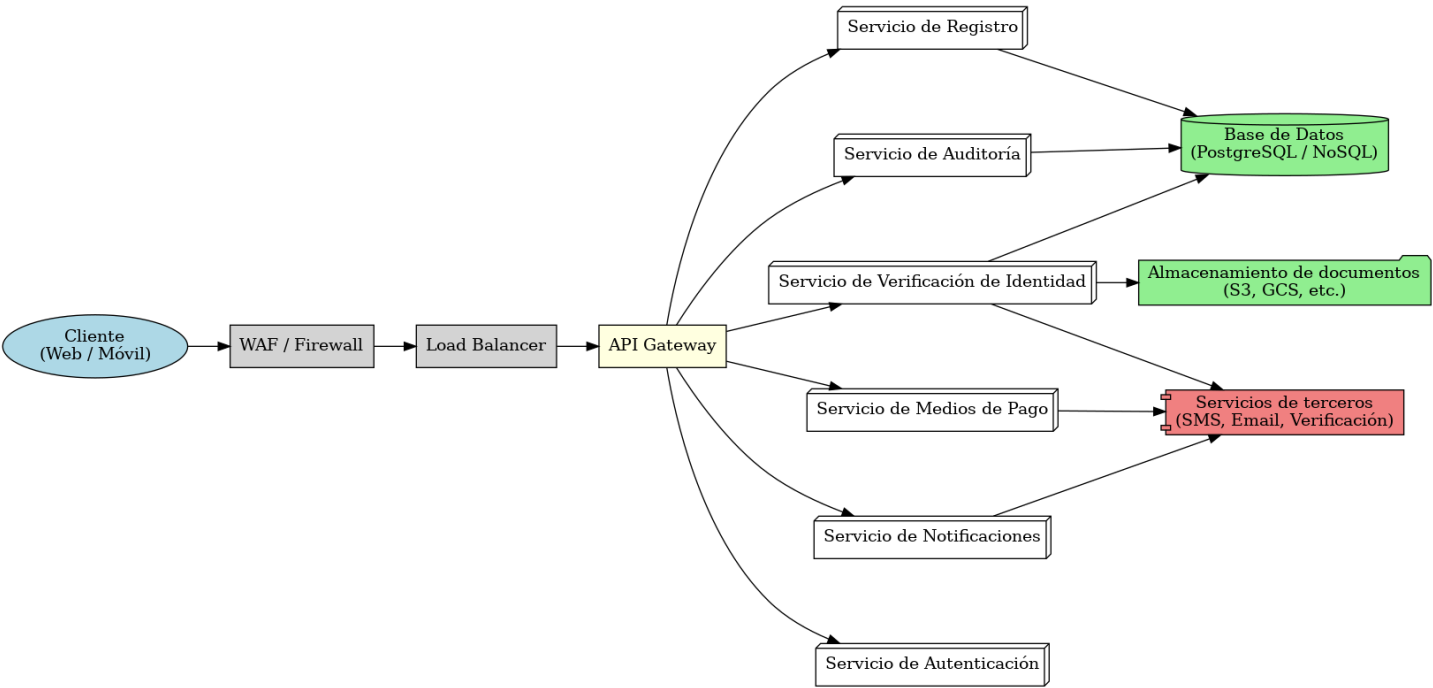 Cliente
(Web / Móvil)
WAF / Firewall
Load Balancer
API Gateway
Servicio de Registro
Servicio de Auditoría
Servicio de Verificación de Identidad
Servicio de Medios de Pago
Servicio de Notificaciones
Servicio de Autenticación
Base de Datos
(PostgreSQL / NoSQL)
Almacenamiento de documentos
(S3, GCS, etc.)
Servicios de terceros
(SMS, Email, Verificación)